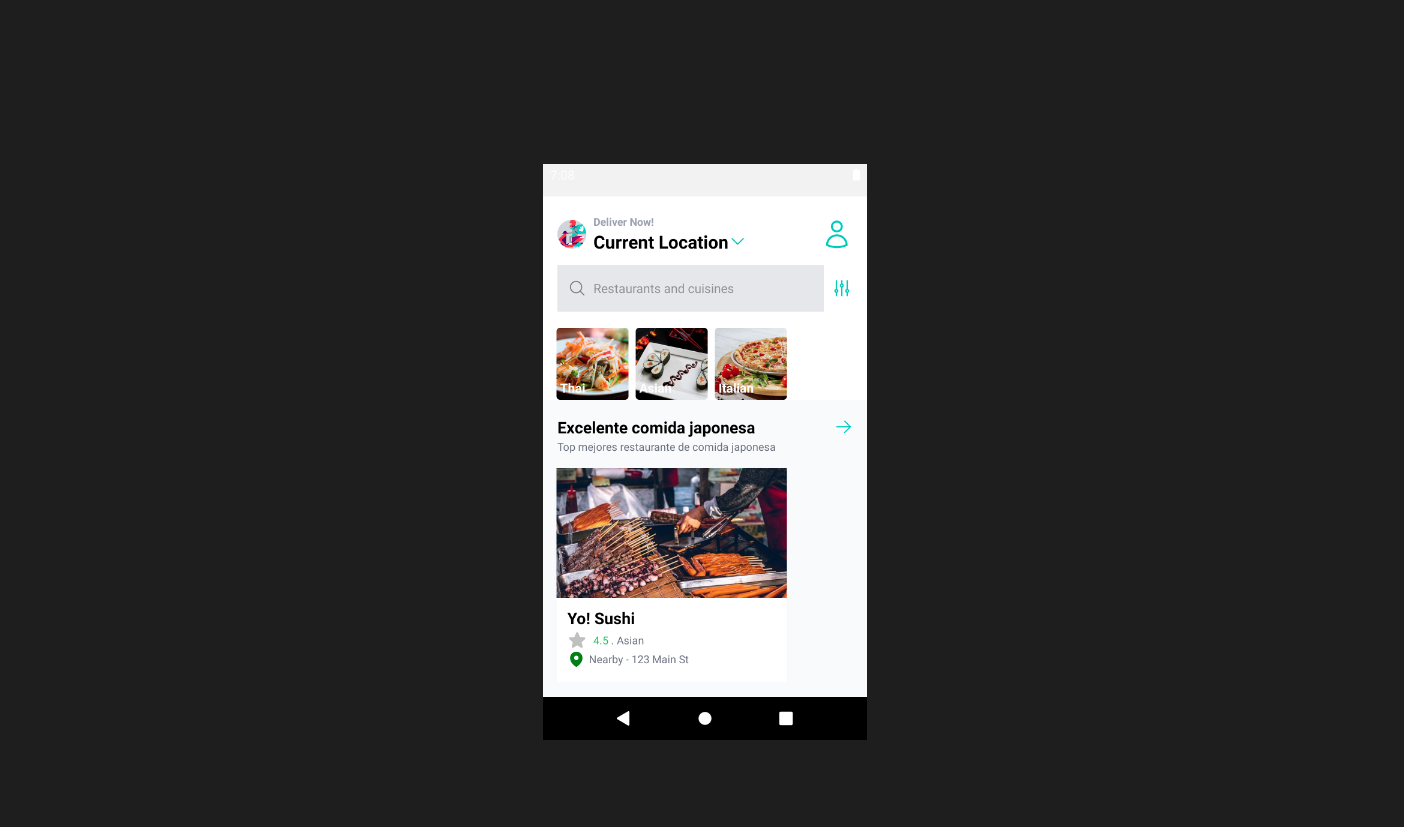 7:08
Deliver Now!
Current Location
Restaurants and cuisines
Thai
Asian
Italian
Excelente comida japonesa
Top mejores restaurante de comida japonesa
Yo! Sushi
4.5 . Asian
Nearby - 123 Main St